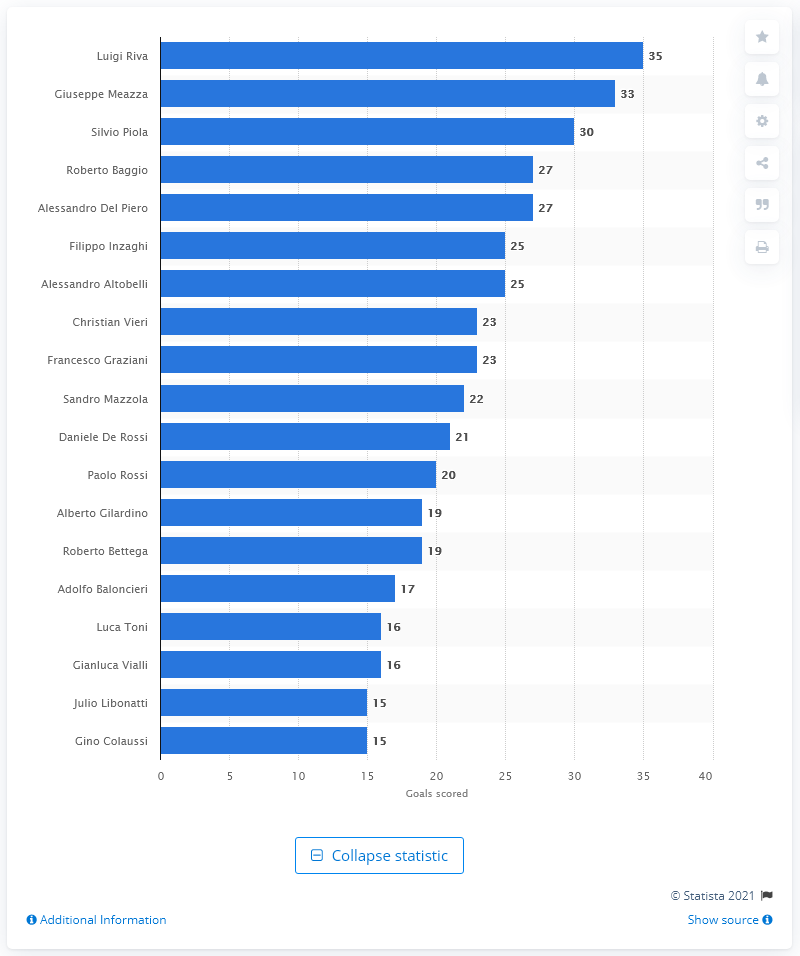 Luigi Riva 35
Giuseppe Meazza 33
Silvio Piola 30
Roberto Baggio 27
Alessandro Del Piero 27
Filippo Inzaghi 25
Alessandro Altobelli 25
Christian Vieri 23
Francesco Graziani 23
Sandro Mazzola 22
Daniele De Rossi 21
Paolo Rossi 20
Alberto Gilardino 19
Roberto Bettega 19
Adolfo Baloncieri 17
Luca Toni 16
Gianluca Vialli 16
Julio Libonatti 15
Gino Colaussi 15
0 5 10 15 20 25 30 35 40
Goals scored
Collapse statistic
© Statista 2021
Additional Information Show source